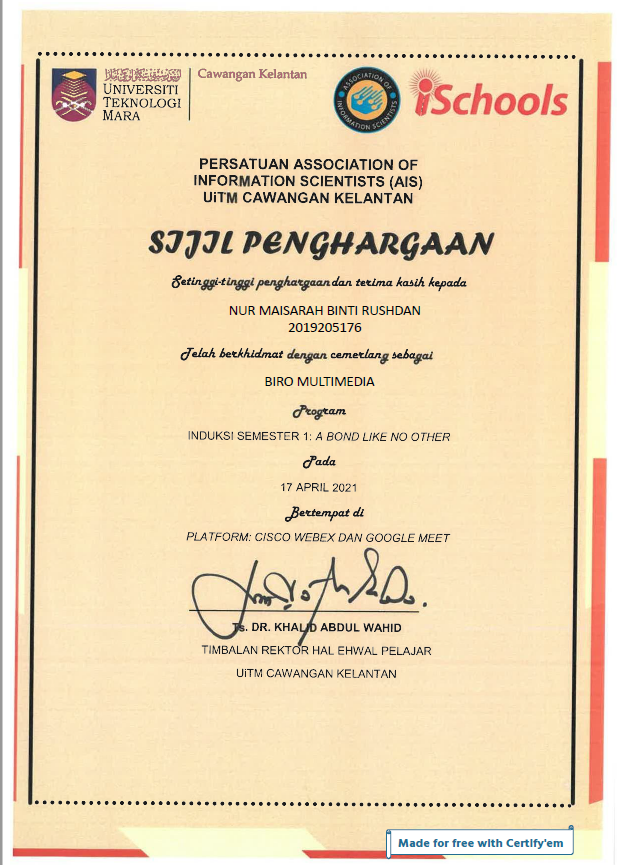 UNIVERSITI
TEKNOLOGI
MARA
Cawangan Kelantan
ASSOCIATION OF
INFORMATION SCIENTISTS
iSchools
PERSATUAN ASSOCIATION OF
INFORMATION SCIENTISTS (AIS)
UiTM CAWANGAN KELANTAN
SIJIL PENGHARGAAN
Setinggi-tinggi penghargaan dan terima kasih kepada
NUR MAISARAH BINTI RUSHDAN
2019205176
Telah berkhidmat dengan cemerlang sebagai
BIRO MULTIMEDIA
Program
INDUKSI SEMESTER 1: A BOND LIKE NO OTHER
Pada
17 APRIL 2021
Bertempat di
PLATFORM: CISCO WEBEX DAN GOOGLE MEET
Ts. DR. KHALID ABDUL WAHID
TIMBALAN REKTOR HAL EHWAL PELAJAR
UiTM CAWANGAN KELANTAN
Made for free with Certify'em